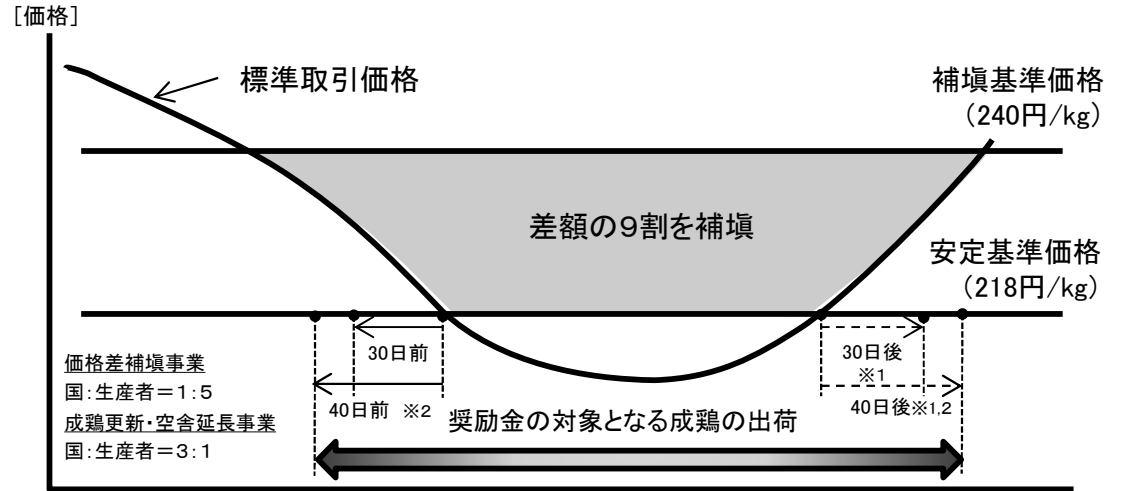 [価格]
標準取引価格
補塡基準価格
(240円/kg)
差額の9割を補塡
安定基準価格
(218円/kg)
30日前
30日後
※1
価格差補塡事業
国:生産者=1:5
40日前 ※2
40日後※1,2
成鶏更新・空舎延長事業
国:生産者=3:1
奨励金の対象となる成鶏の出荷